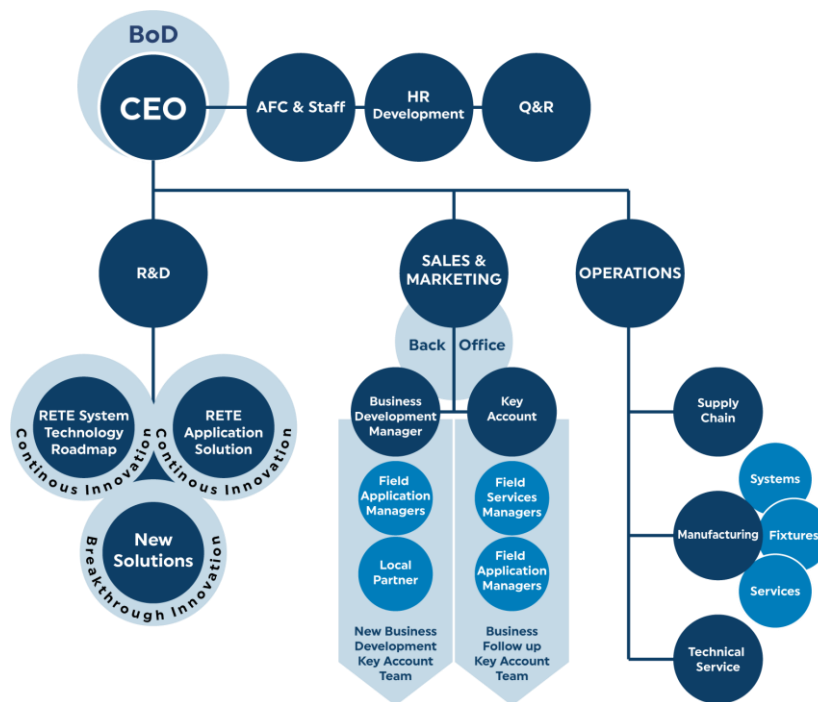 BoD
CEO
AFC & Staff
HR
Development
Q&R
R&D
SALES &
MARKETING
OPERATIONS
Back Office
RETE System
Technology
Roadmap
Continous Innovation
RETE
Application
Solution
Continous Innovation
New
Solutions
Breakthrough Innovation
Business
Development
Manager
Key
Account
Field
Application
Managers
Field
Services
Managers
Local
Partner
Field
Application
Managers
New Business
Development
Key Account
Team
Business
Follow up
Key Account
Team
Supply
Chain
Systems
Manufacturing
Fixtures
Services
Technical
Service